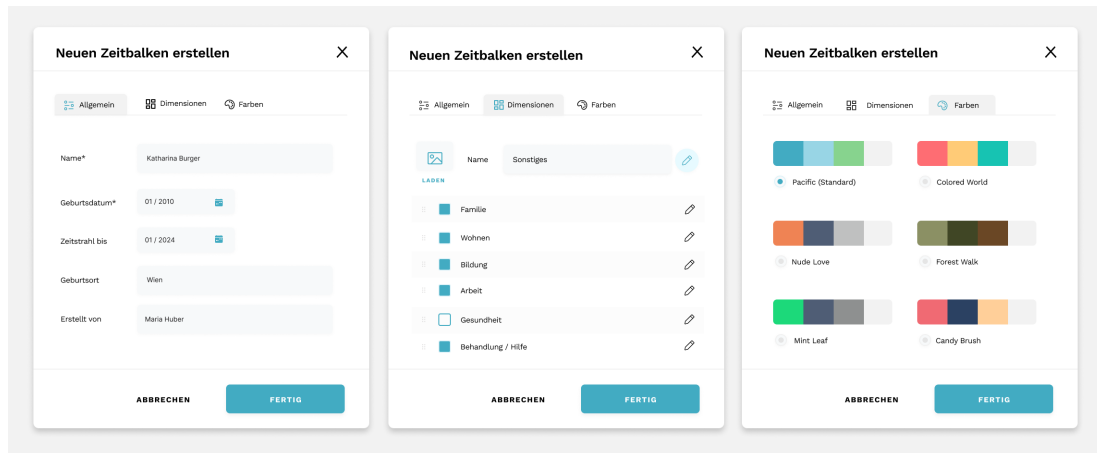 Neuen Zeitbalken erstellen
Allgemein Dimensionen Farben
Name* Katharina Burger
Geburtsdatum* 01 / 2010
Zeitstrahl bis 01 / 2024
Geburtsort Wien
Erstellt von Maria Huber
ABBRECHEN FERTIG
Neuen Zeitbalken erstellen
Allgemein Dimensionen Farben
Name Sonstiges
LADEN
Familie
Wohnen
Bildung
Arbeit
Gesundheit
Behandlung / Hilfe
ABBRECHEN FERTIG
Neuen Zeitbalken erstellen
Allgemein Dimensionen Farben
Pacific (Standard) Colored World
Nude Love Forest Walk
Mint Leaf Candy Brush
ABBRECHEN FERTIG